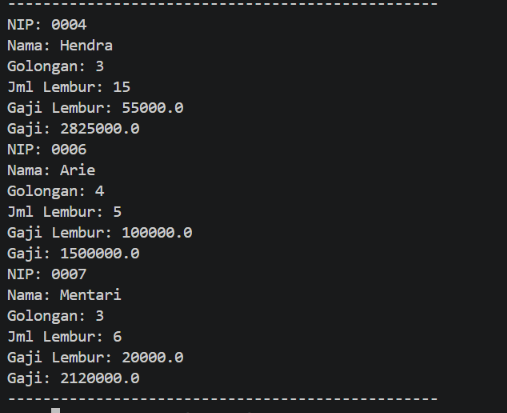 -------------------------------------------------
NIP: 0004
Nama: Hendra
Golongan: 3
Jml Lembur: 15
Gaji Lembur: 55000.0
Gaji: 2825000.0
NIP: 0006
Nama: Arie
Golongan: 4
Jml Lembur: 5
Gaji Lembur: 100000.0
Gaji: 1500000.0
NIP: 0007
Nama: Mentari
Golongan: 3
Jml Lembur: 6
Gaji Lembur: 20000.0
Gaji: 2120000.0
-------------------------------------------------